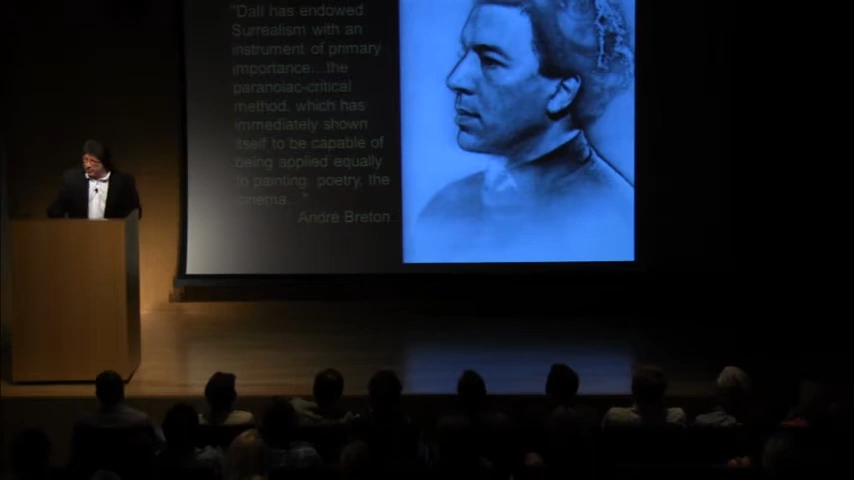 "Dalí has endowed
Surrealism with an
instrument of primary
importance...the
paranoiac-critical
method, which has
immediately shown
itself to be capable of
being applied equally
to painting, poetry, the
cinema..."
André Breton